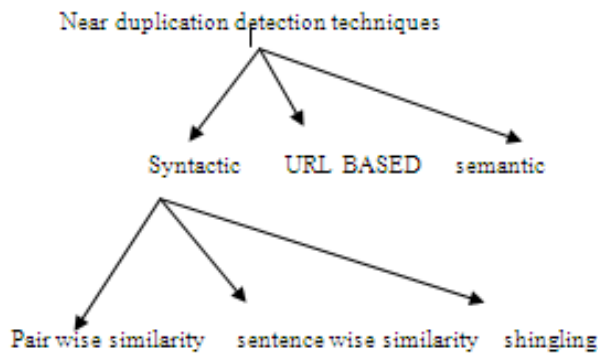 Near duplication detection techniques
Syntactic URL BASED semantic
Pair wise similarity sentence wise similarity shingling